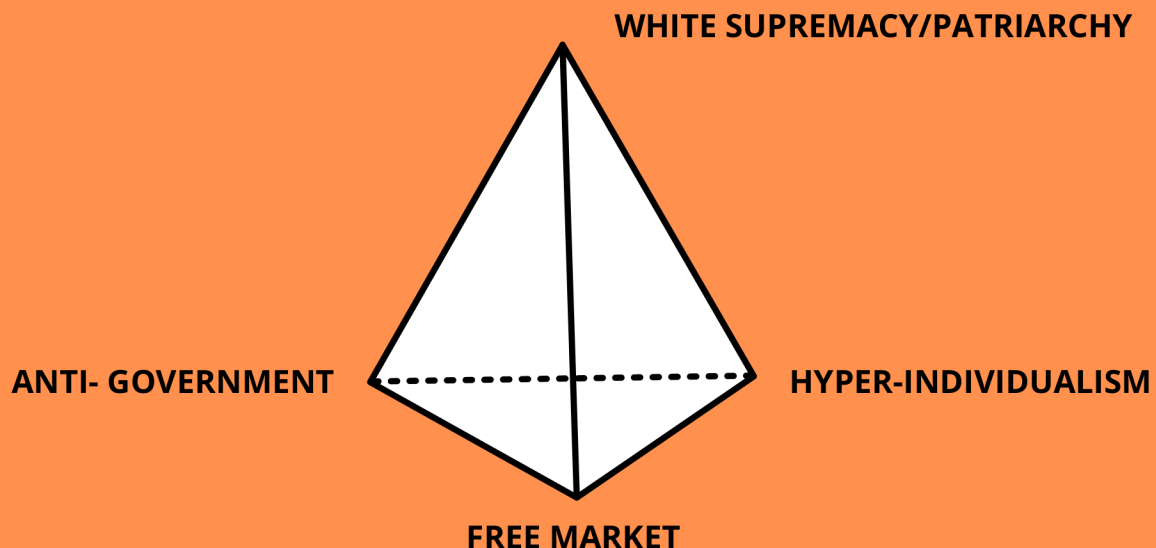 WHITE SUPREMACY/PATRIARCHY
ANTI- GOVERNMENT
HYPER-INDIVIDUALISM
FREE MARKET